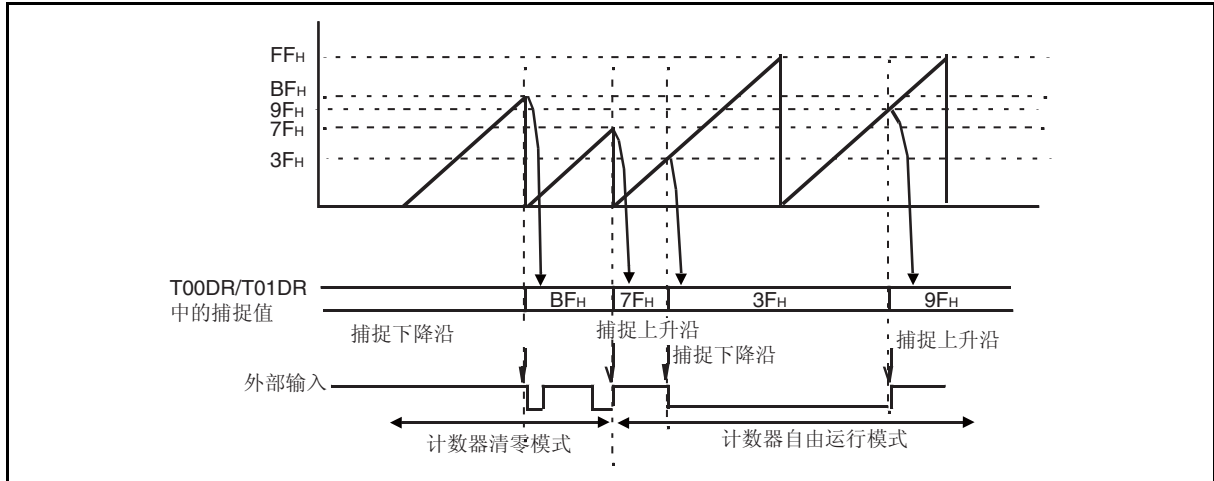 FFH
BFH
9FH
7FH
3FH
T00DR/T01DR
中的捕捉值
BFH
7FH
3FH
9FH
捕捉下降沿
捕捉上升沿
捕捉下降沿
捕捉上升沿
外部输入
计数器清零模式
计数器自由运行模式